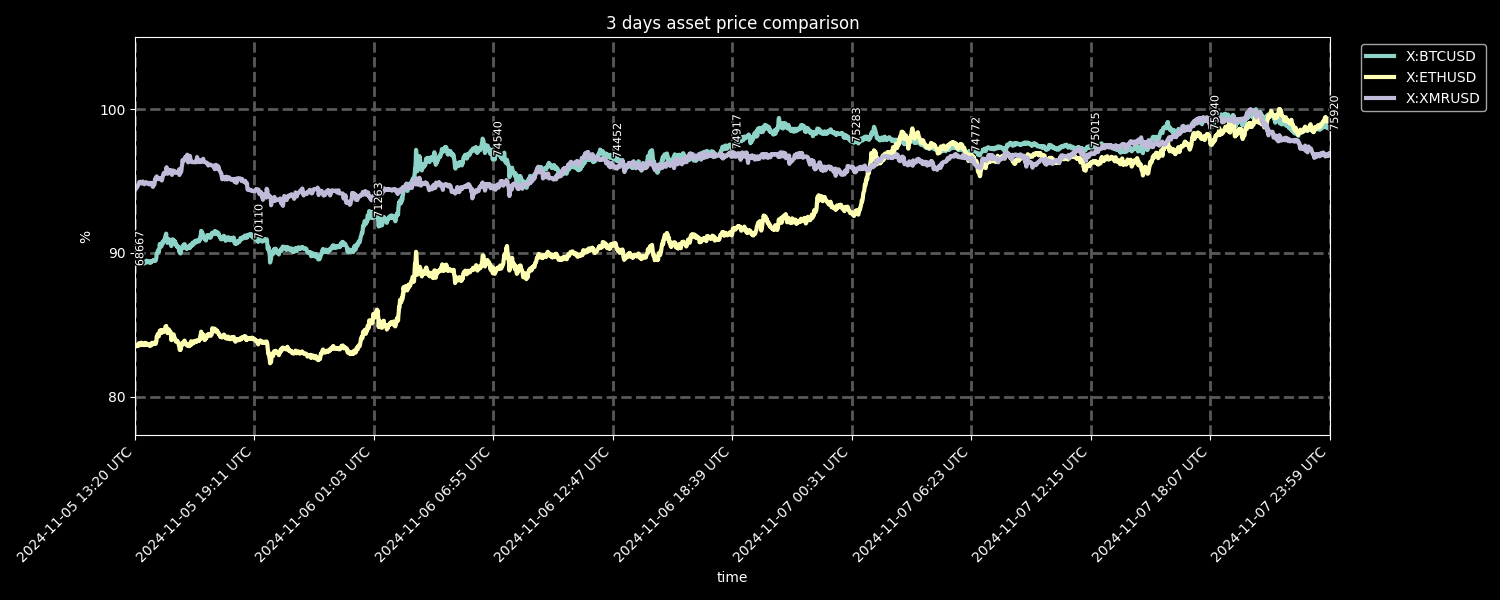 3 days asset price comparison
X:BTCUSD
X:ETHUSD
X:XMRUSD
%
100
90
80
68667
70110
71263
74540
74452
74917
75283
74772
75015
75940
75920
2024-11-05 13:20 UTC
2024-11-05 19:11 UTC
2024-11-06 01:03 UTC
2024-11-06 06:55 UTC
2024-11-06 12:47 UTC
2024-11-06 18:39 UTC
2024-11-07 00:31 UTC
2024-11-07 06:23 UTC
2024-11-07 12:15 UTC
2024-11-07 18:07 UTC
2024-11-07 23:59 UTC
time